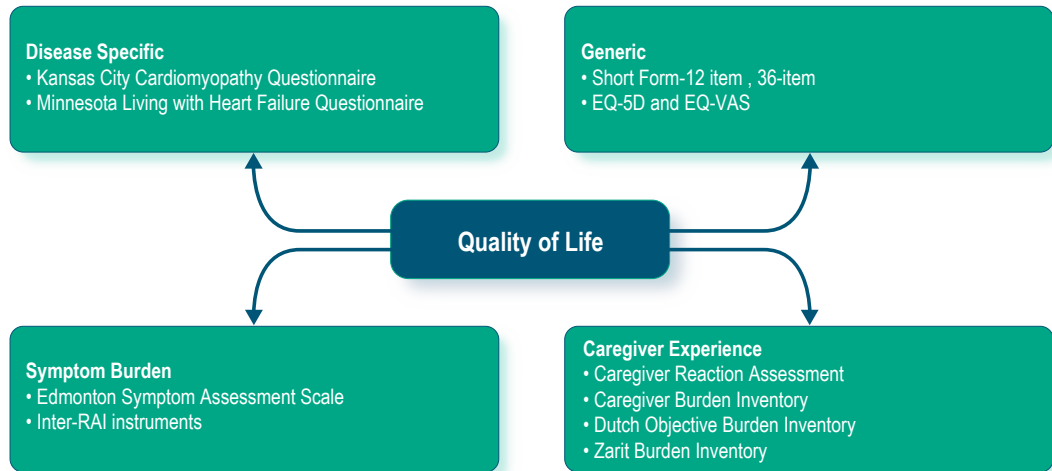 Disease Specific
• Kansas City Cardiomyopathy Questionnaire
• Minnesota Living with Heart Failure Questionnaire
Generic
• Short Form-12 item , 36-item
• EQ-5D and EQ-VAS
Quality of Life
Symptom Burden
• Edmonton Symptom Assessment Scale
• Inter-RAI instruments
Caregiver Experience
• Caregiver Reaction Assessment
• Caregiver Burden Inventory
• Dutch Objective Burden Inventory
• Zarit Burden Inventory